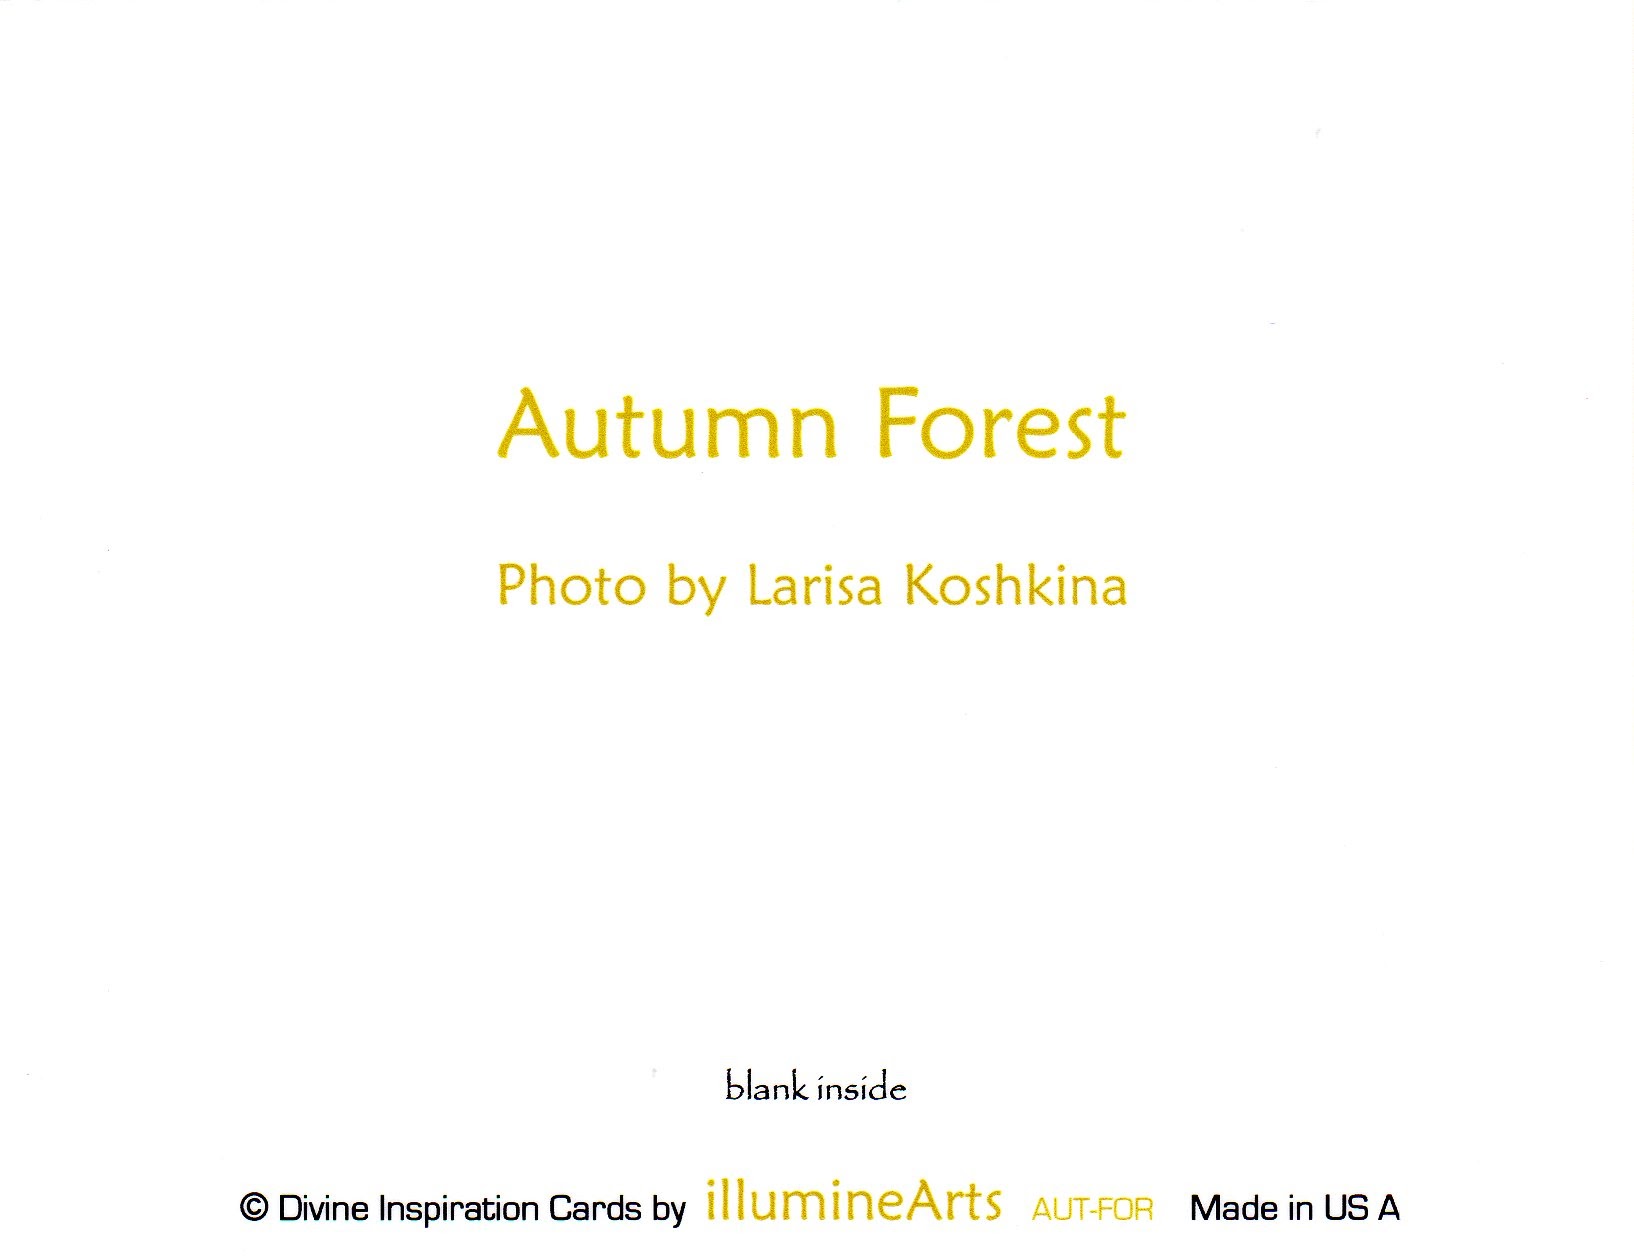 Autumn Forest
Photo by Larisa Koshkina
blank inside
© Divine Inspiration Cards by illumineArts AUT-FOR Made in US A